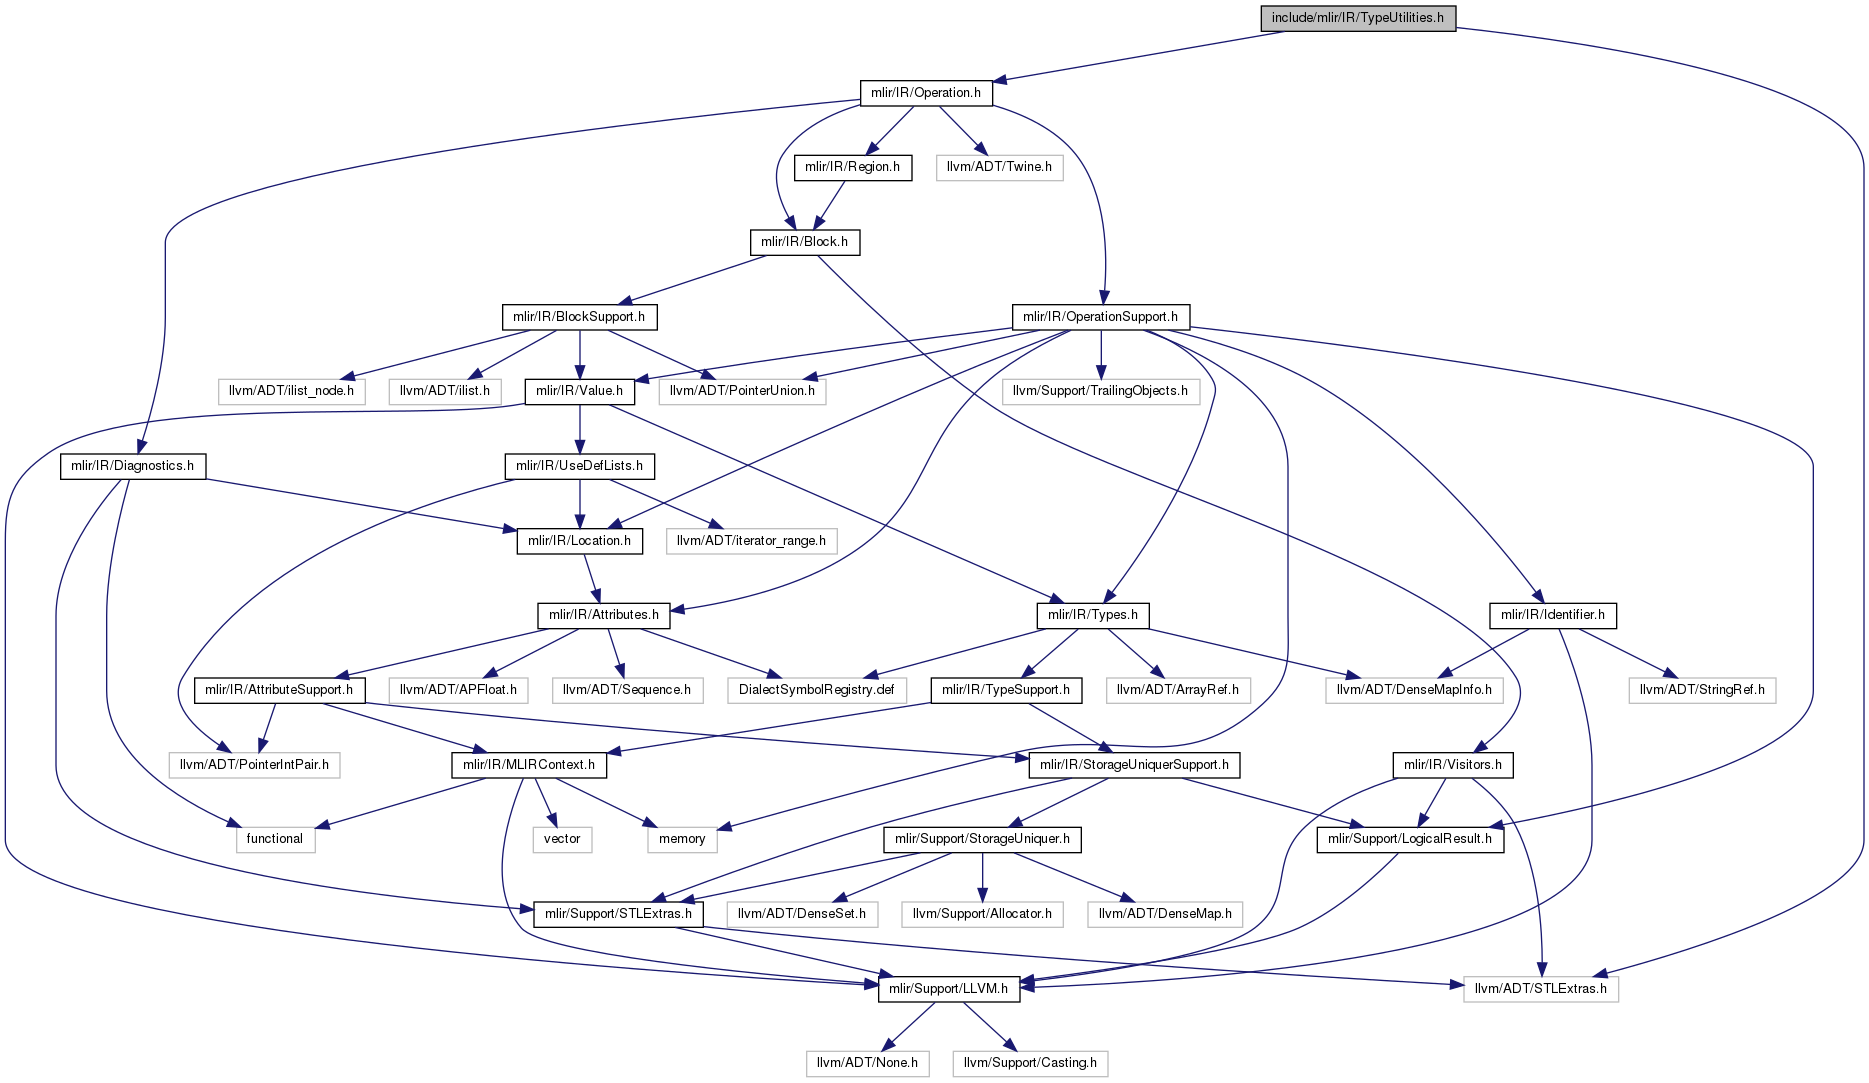 include/mlir/IR/TypeUtilities.h
mlir/IR/Operation.h
mlir/IR/Region.h
llvm/ADT/Twine.h
mlir/IR/Block.h
mlir/IR/BlockSupport.h
mlir/IR/OperationSupport.h
llvm/ADT/ilist_node.h
llvm/ADT/ilist.h
mlir/IR/Value.h
llvm/ADT/PointerUnion.h
llvm/Support/TrailingObjects.h
mlir/IR/Diagnostics.h
mlir/IR/UseDefLists.h
mlir/IR/Location.h
llvm/ADT/iterator_range.h
mlir/IR/Attributes.h
mlir/IR/Types.h
mlir/IR/Identifier.h
mlir/IR/AttributeSupport.h
llvm/ADT/APFloat.h
llvm/ADT/Sequence.h
DialectSymbolRegistry.def
mlir/IR/TypeSupport.h
llvm/ADT/ArrayRef.h
llvm/ADT/DenseMapInfo.h
llvm/ADT/StringRef.h
llvm/ADT/PointerIntPair.h
mlir/IR/MLIRContext.h
mlir/IR/StorageUniquerSupport.h
mlir/IR/Visitors.h
functional
vector
memory
mlir/Support/StorageUniquer.h
mlir/Support/LogicalResult.h
mlir/Support/STLExtras.h
llvm/ADT/DenseSet.h
llvm/Support/Allocator.h
llvm/ADT/DenseMap.h
mlir/Support/LLVM.h
llvm/ADT/STLExtras.h
llvm/ADT/None.h
llvm/Support/Casting.h